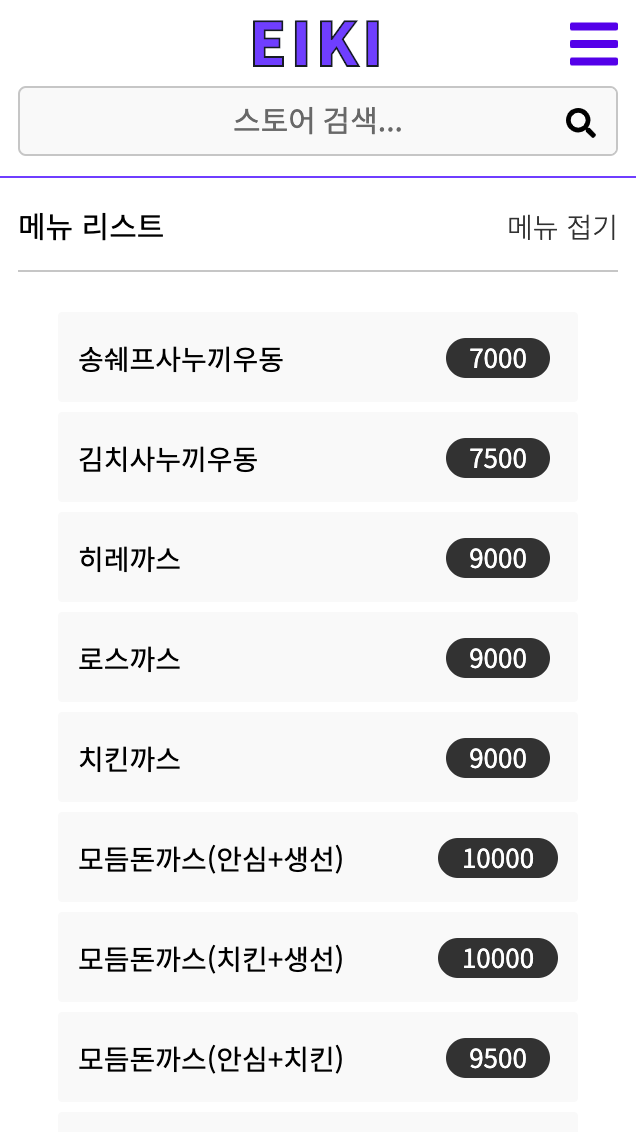 EIKI
스토어 검색...
메뉴 리스트 메뉴 접기
송쉐프사누끼우동 7000
김치사누끼우동 7500
히레까스 9000
로스까스 9000
치킨까스 9000
모듬돈까스(안심+생선) 10000
모듬돈까스(치킨+생선) 10000
모듬돈까스(안심+치킨) 9500